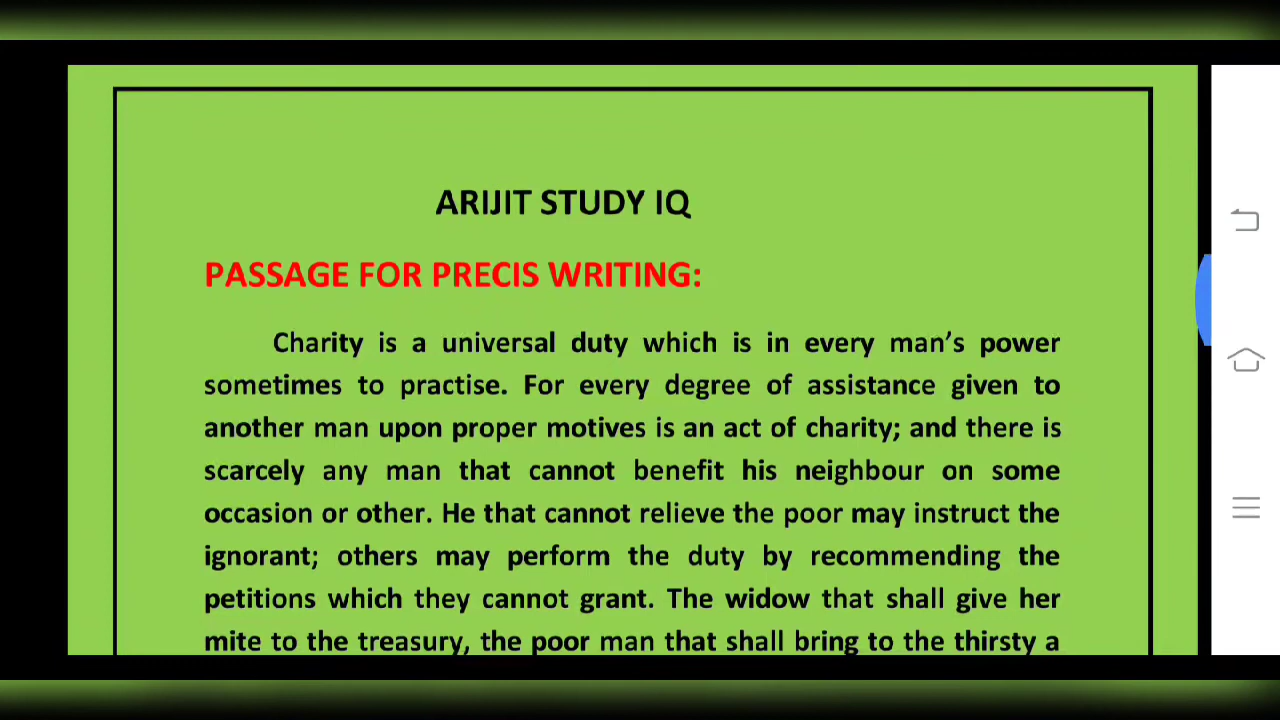 ARIJIT STUDY IQ
PASSAGE FOR PRECIS WRITING:
Charity is a universal duty which is in every man’s power
sometimes to practise. For every degree of assistance given to
another man upon proper motives is an act of charity; and there is
scarcely any man that cannot benefit his neighbour on some
occasion or other. He that cannot relieve the poor may instruct the
ignorant; others may perform the duty by recommending the
petitions which they cannot grant. The widow that shall give her
mite to the treasury, the poor man that shall bring to the thirsty a